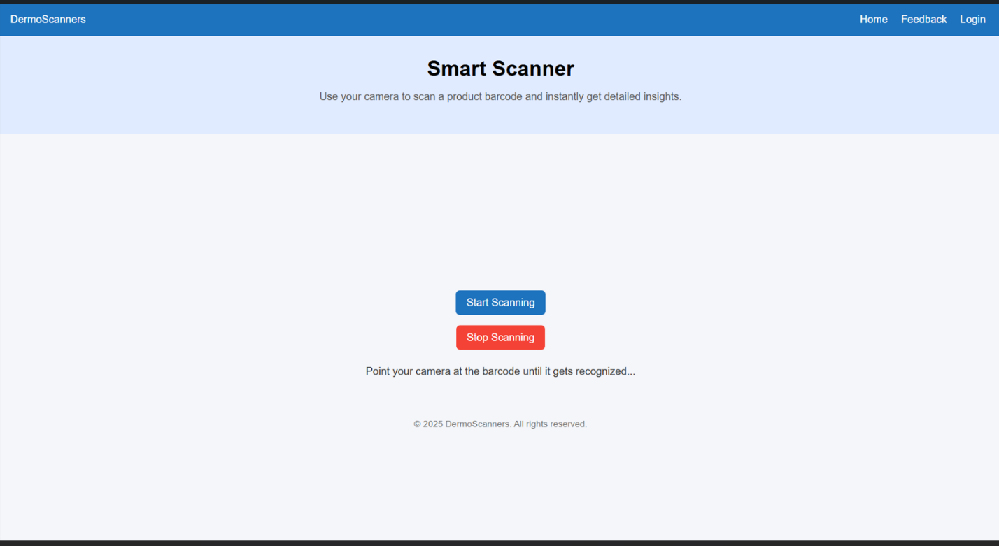 DermoScanners
Home Feedback Login
Smart Scanner
Use your camera to scan a product barcode and instantly get detailed insights.
Start Scanning
Stop Scanning
Point your camera at the barcode until it gets recognized...
© 2025 DermoScanners. All rights reserved.